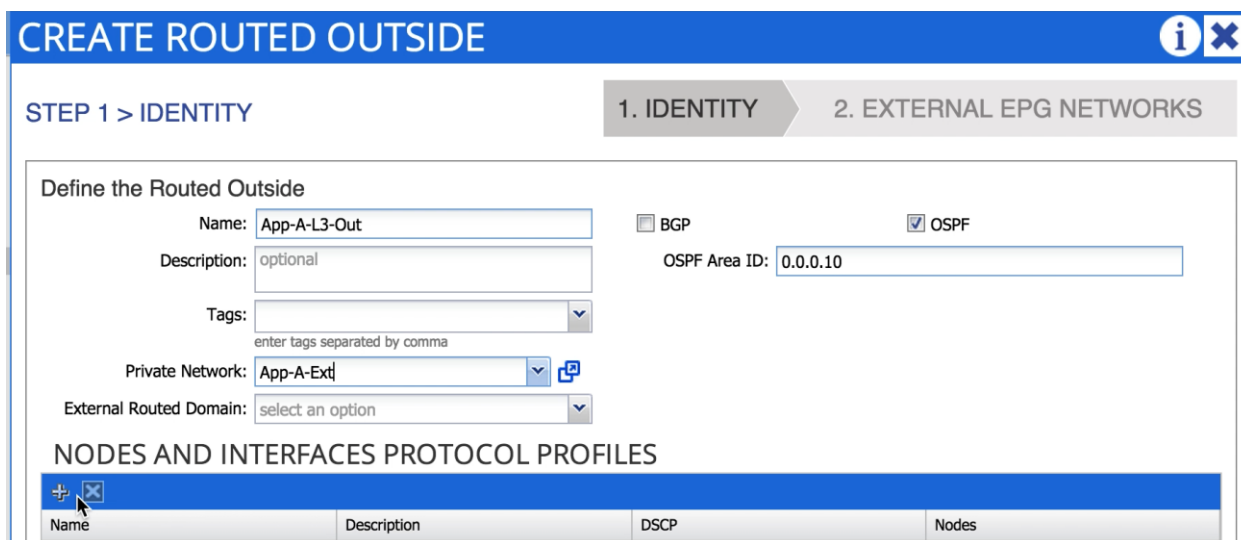 CREATE ROUTED OUTSIDE
i
STEP 1 > IDENTITY
1. IDENTITY
2. EXTERNAL EPG NETWORKS
Define the Routed Outside
Name: App-A-L3-Out
BGP
OSPF
Description: optional
OSPF Area ID: 0.0.0.10
Tags:
enter tags separated by comma
Private Network: App-A-Ext
External Routed Domain: select an option
NODES AND INTERFACES PROTOCOL PROFILES
Name Description DSCP Nodes